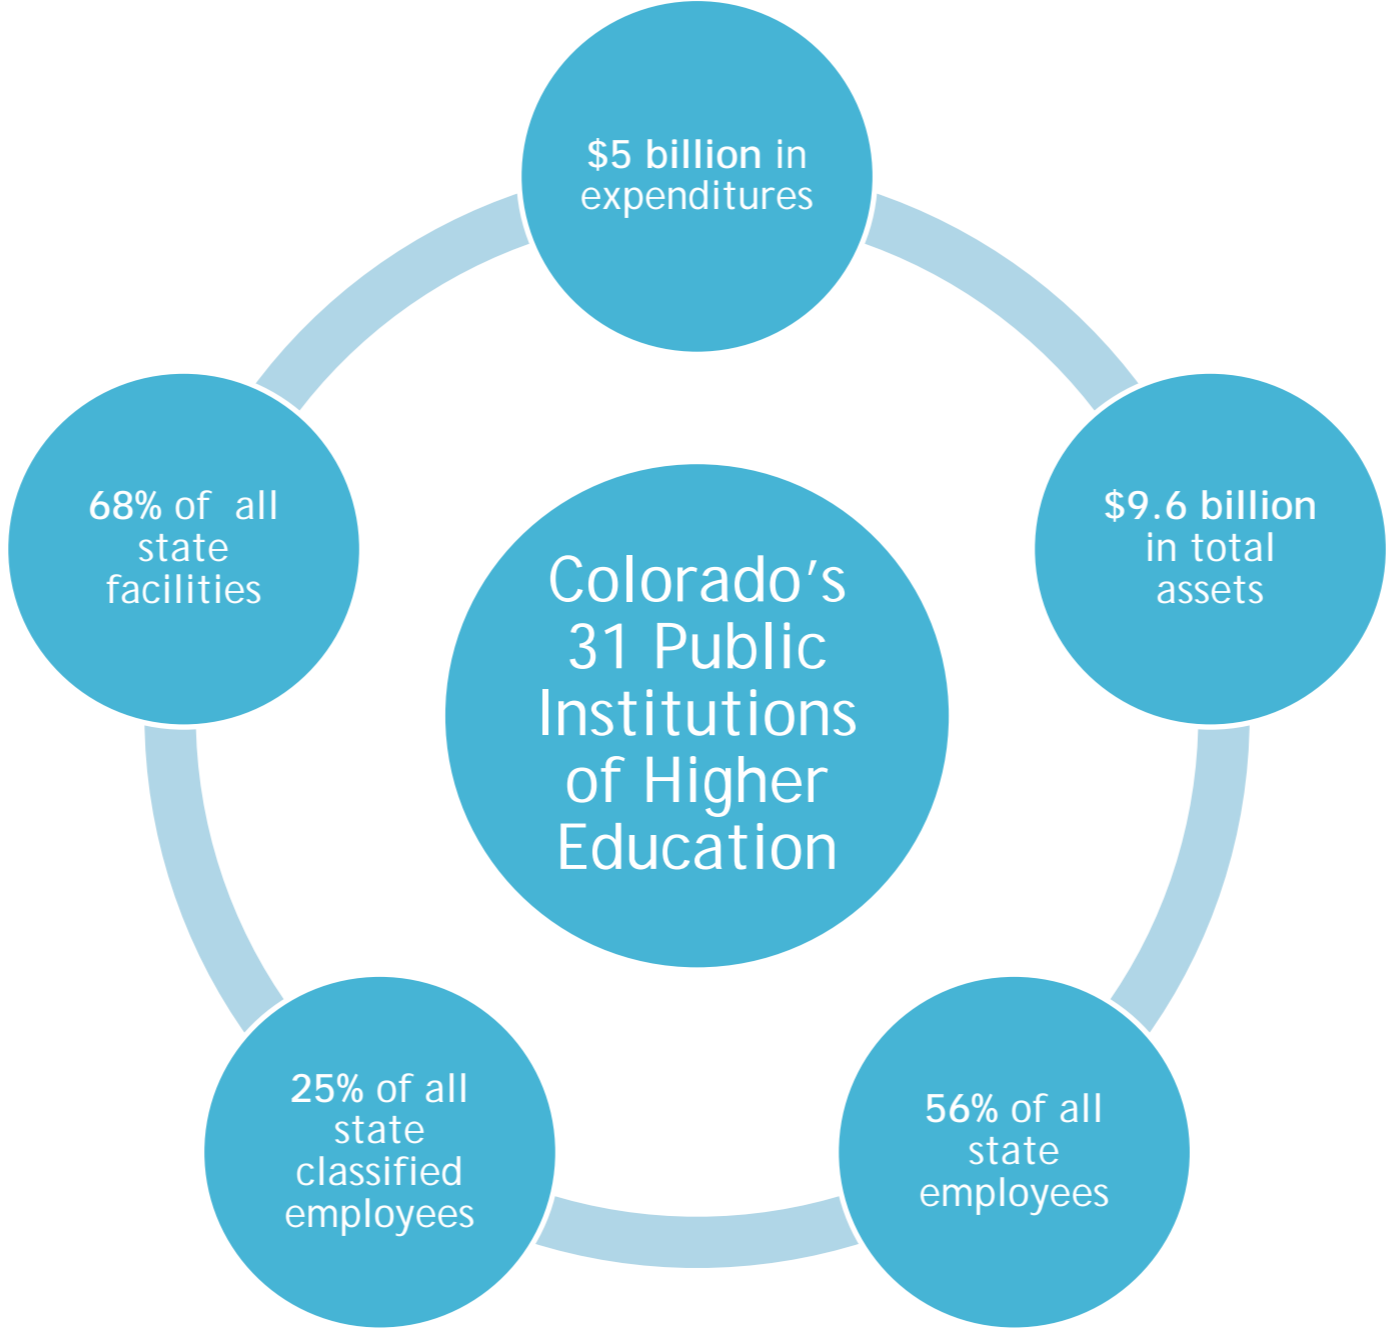 $5 billion in
expenditures
$9.6 billion
in total
assets
56% of all
state
employees
25% of all
state
classified
employees
68% of all
state
facilities
Colorado’s
31 Public
Institutions
of Higher
Education